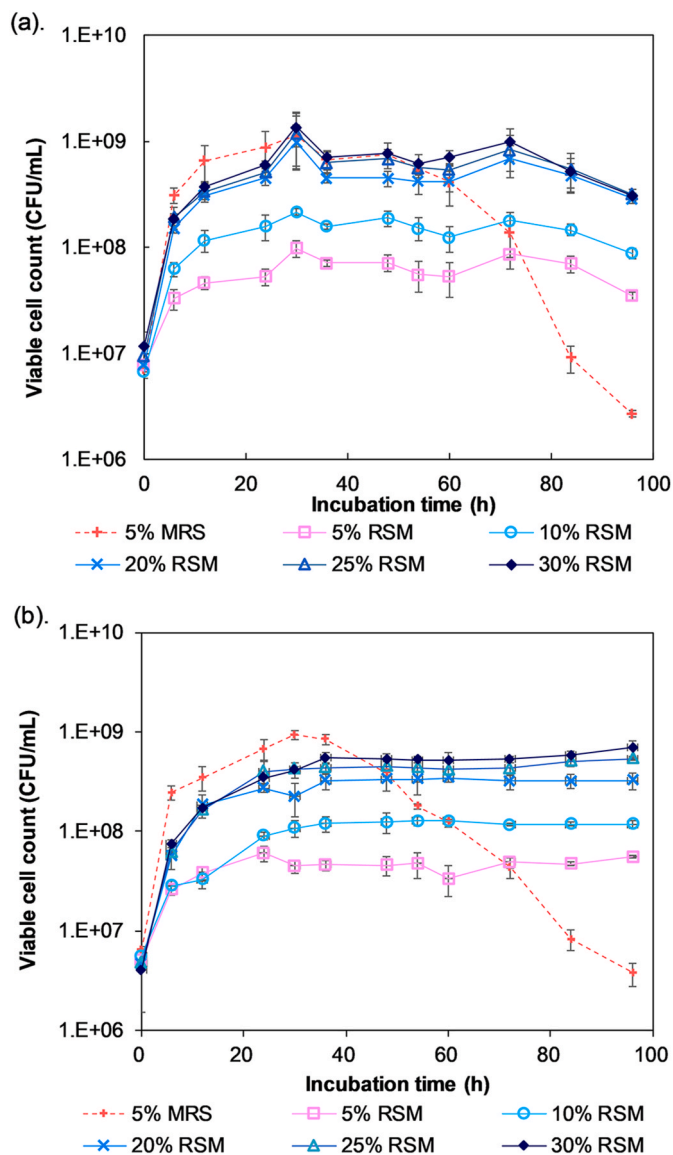 (a).
1.E+10
1.E+09
1.E+08
1.E+07
1.E+06
Viable cell count (CFU/mL)
0 20 40 60 80 100
Incubation time (h)
5% MRS 5% RSM 10% RSM
20% RSM 25% RSM 30% RSM
(b).
1.E+10
1.E+09
1.E+08
1.E+07
1.E+06
Viable cell count (CFU/mL)
0 20 40 60 80 100
Incubation time (h)
5% MRS 5% RSM 10% RSM
20% RSM 25% RSM 30% RSM